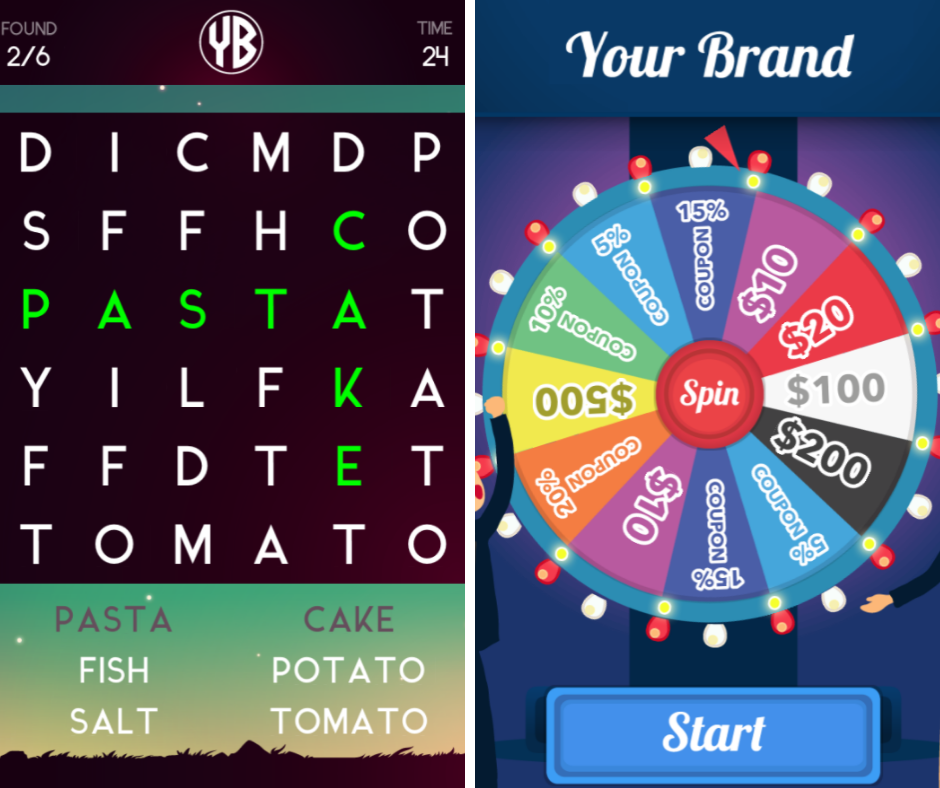 FOUND
2/6
YB
TIME
24
D I C M D P
S F F H C O
P A S T A T
Y I L F K A
F F D T E T
T O M A T O
PASTA CAKE
FISH POTATO
SALT TOMATO
Your Brand
15% COUPON
$10
$20
$100
$200
5% COUPON
15% COUPON
$10
20% COUPON
$500
10% COUPON
5% COUPON
Spin
Start